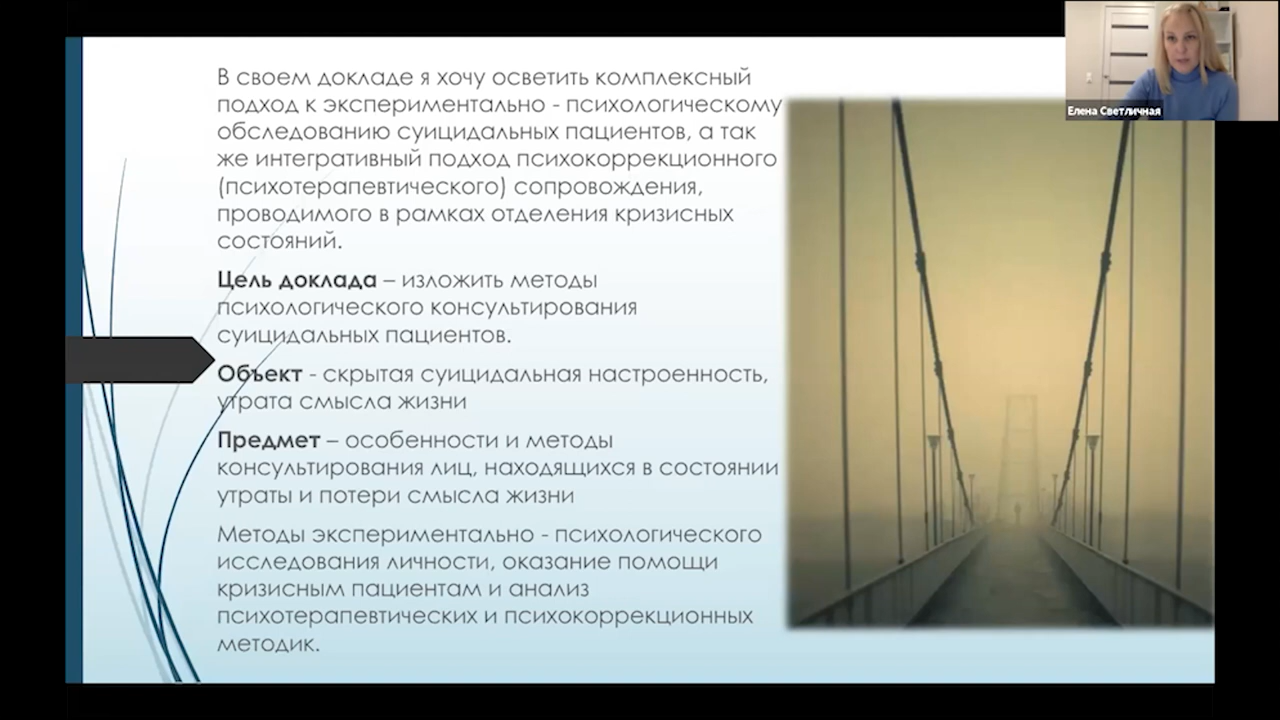 В своем докладе я хочу осветить комплексный
подход к экспериментально - психологическому
обследованию суицидальных пациентов, а так
же интегративный подход психокоррекционного
(психотерапевтического) сопровождения,
проводимого в рамках отделения кризисных
состояний.
Цель доклада – изложить методы
психологического консультирования
суицидальных пациентов.
Объект - скрытая суицидальная настроенность,
утрата смысла жизни
Предмет – особенности и методы
консультирования лиц, находящихся в состоянии
утраты и потери смысла жизни
Методы экспериментально - психологического
исследования личности, оказание помощи
кризисным пациентам и анализ
психотерапевтических и психокоррекционных
методик.
Елена Светличная